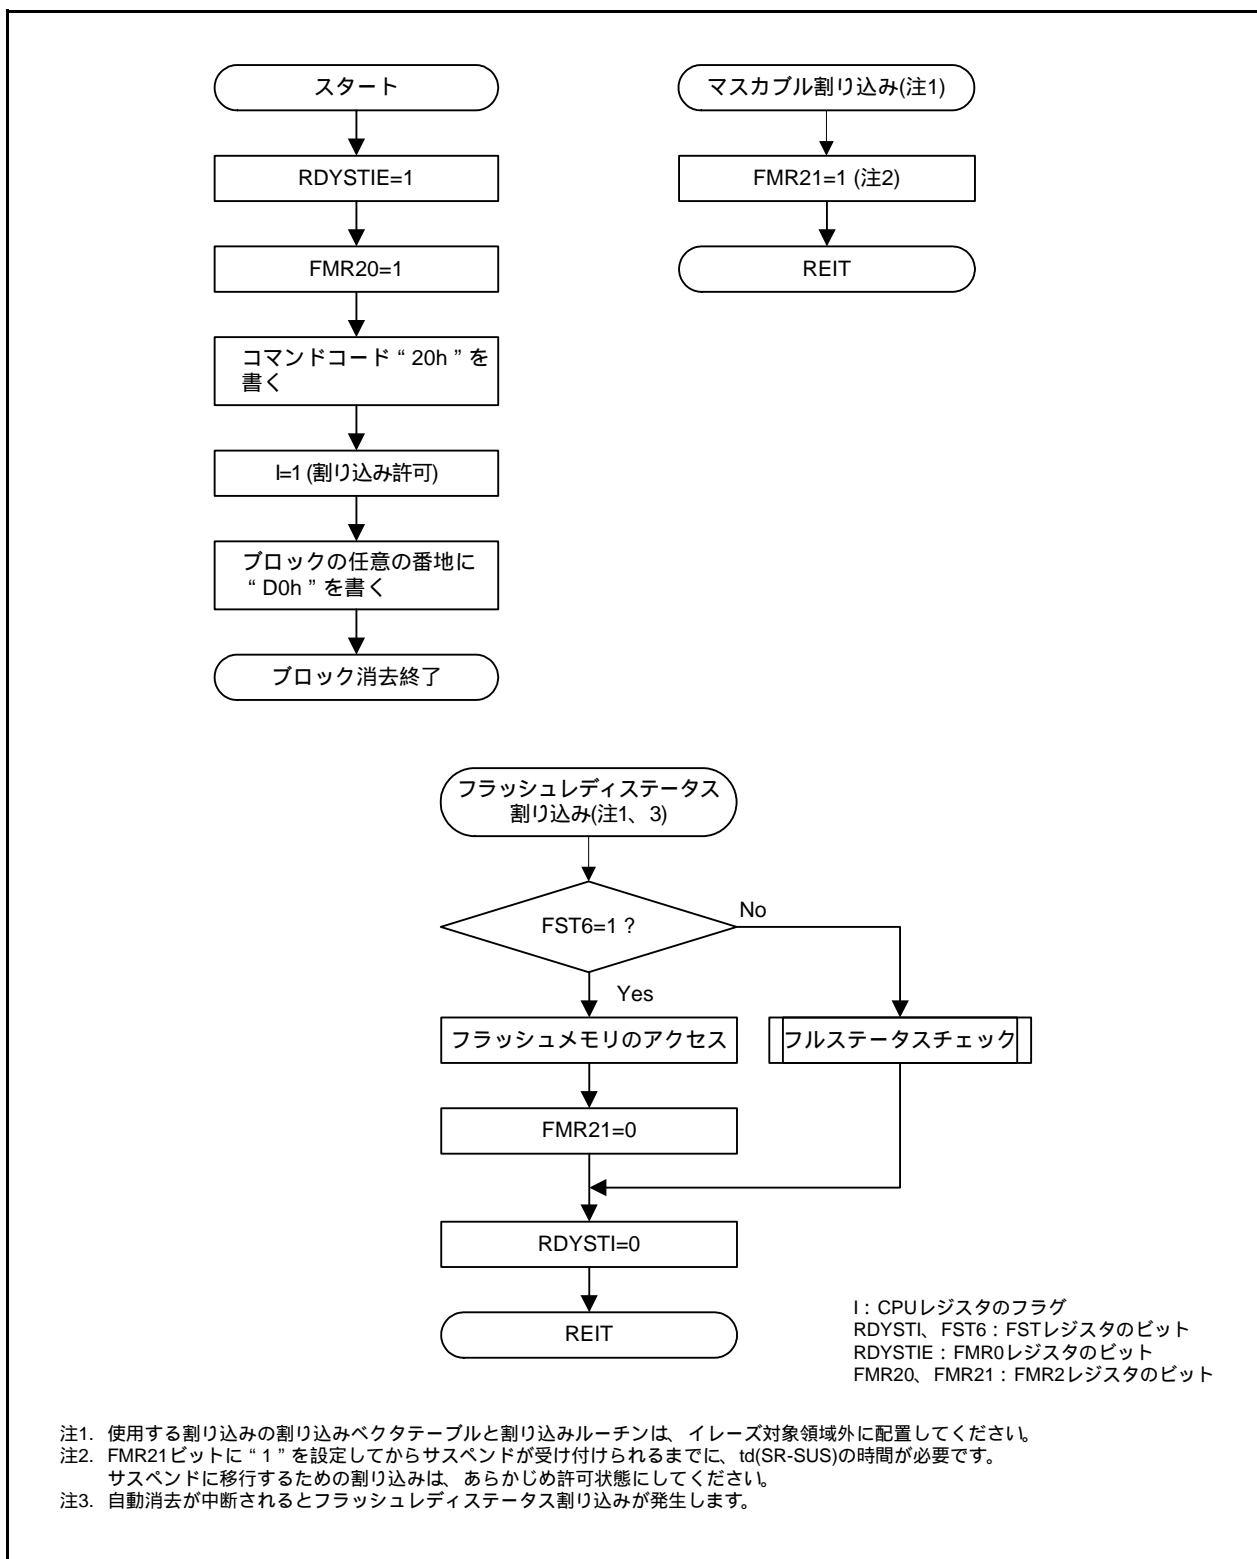 スタート
RDYSTIE=1
FMR20=1
コマンドコード“20h”を
書く
I=1 (割り込み許可)
ブロックの任意の番地に
“D0h”を書く
ブロック消去終了
マスカブル割り込み(注1)
FMR21=1 (注2)
REIT
フラッシュレディステータス
割り込み(注1、3)
FST6=1 ?
No
Yes
フラッシュメモリのアクセス
フルステータスチェック
FMR21=0
RDYSTI=0
REIT
I：CPUレジスタのフラグ
RDYSTI、FST6：FSTレジスタのビット
RDYSTIE：FMR0レジスタのビット
FMR20、FMR21：FMR2レジスタのビット
注1. 使用する割り込みの割り込みベクタテーブルと割り込みルーチンは、イレーズ対象領域外に配置してください。
注2. FMR21ビットに“1”を設定してからサスペンドが受け付けられるまでに、td(SR-SUS)の時間が必要です。
サスペンドに移行するための割り込みは、あらかじめ許可状態にしてください。
注3. 自動消去が中断されるとフラッシュレディステータス割り込みが発生します。